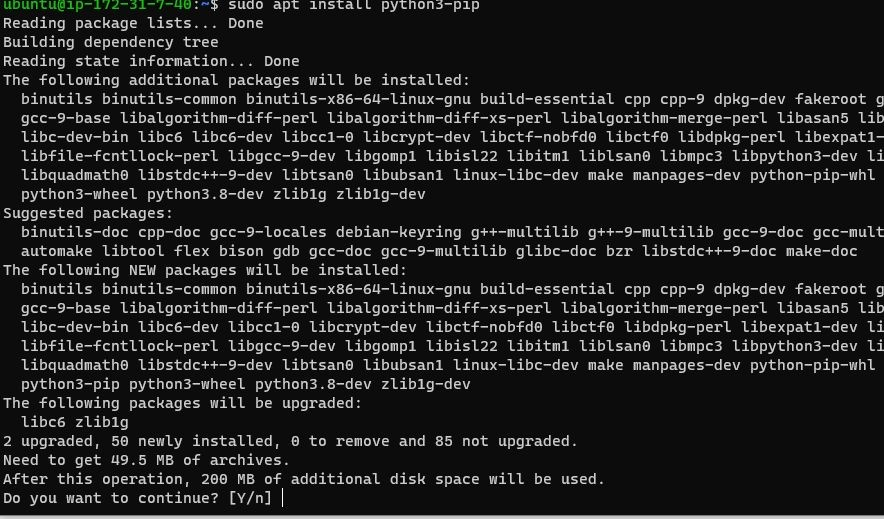 ubuntu@ip-172-31-7-40:~$ sudo apt install python3-pip
Reading package lists... Done
Building dependency tree
Reading state information... Done
The following additional packages will be installed:
binutils binutils-common binutils-x86-64-linux-gnu build-essential cpp cpp-9 dpkg-dev fakeroot g
gcc-9-base libalgorithm-diff-perl libalgorithm-diff-xs-perl libalgorithm-merge-perl libasan5 lib
libc-dev-bin libc6 libc6-dev libcc1-0 libcrypt-dev libctf-nobfd0 libctf0 libdpkg-perl libexpat1-
libfile-fcntllock-perl libgcc-9-dev libgomp1 libisl22 libitm1 liblsan0 libmpc3 libpython3-dev li
libquadmath0 libstdc++-9-dev libtsan0 libubsan1 linux-libc-dev make manpages-dev python-pip-whl
python3-wheel python3.8-dev zlib1g zlib1g-dev
Suggested packages:
binutils-doc cpp-doc gcc-9-locales debian-keyring g++-multilib g++-9-multilib gcc-9-doc gcc-mult
automake libtool flex bison gdb gcc-doc gcc-9-multilib glibc-doc bzr libstdc++-9-doc make-doc
The following NEW packages will be installed:
binutils binutils-common binutils-x86-64-linux-gnu build-essential cpp cpp-9 dpkg-dev fakeroot g
gcc-9-base libalgorithm-diff-perl libalgorithm-diff-xs-perl libalgorithm-merge-perl libasan5 lib
libc-dev-bin libc6-dev libcc1-0 libcrypt-dev libctf-nobfd0 libctf0 libdpkg-perl libexpat1-dev li
libfile-fcntllock-perl libgcc-9-dev libgomp1 libisl22 libitm1 liblsan0 libmpc3 libpython3-dev li
libquadmath0 libstdc++-9-dev libtsan0 libubsan1 linux-libc-dev make manpages-dev python-pip-whl
python3-pip python3-wheel python3.8-dev zlib1g-dev
The following packages will be upgraded:
libc6 zlib1g
2 upgraded, 50 newly installed, 0 to remove and 85 not upgraded.
Need to get 49.5 MB of archives.
After this operation, 200 MB of additional disk space will be used.
Do you want to continue? [Y/n]